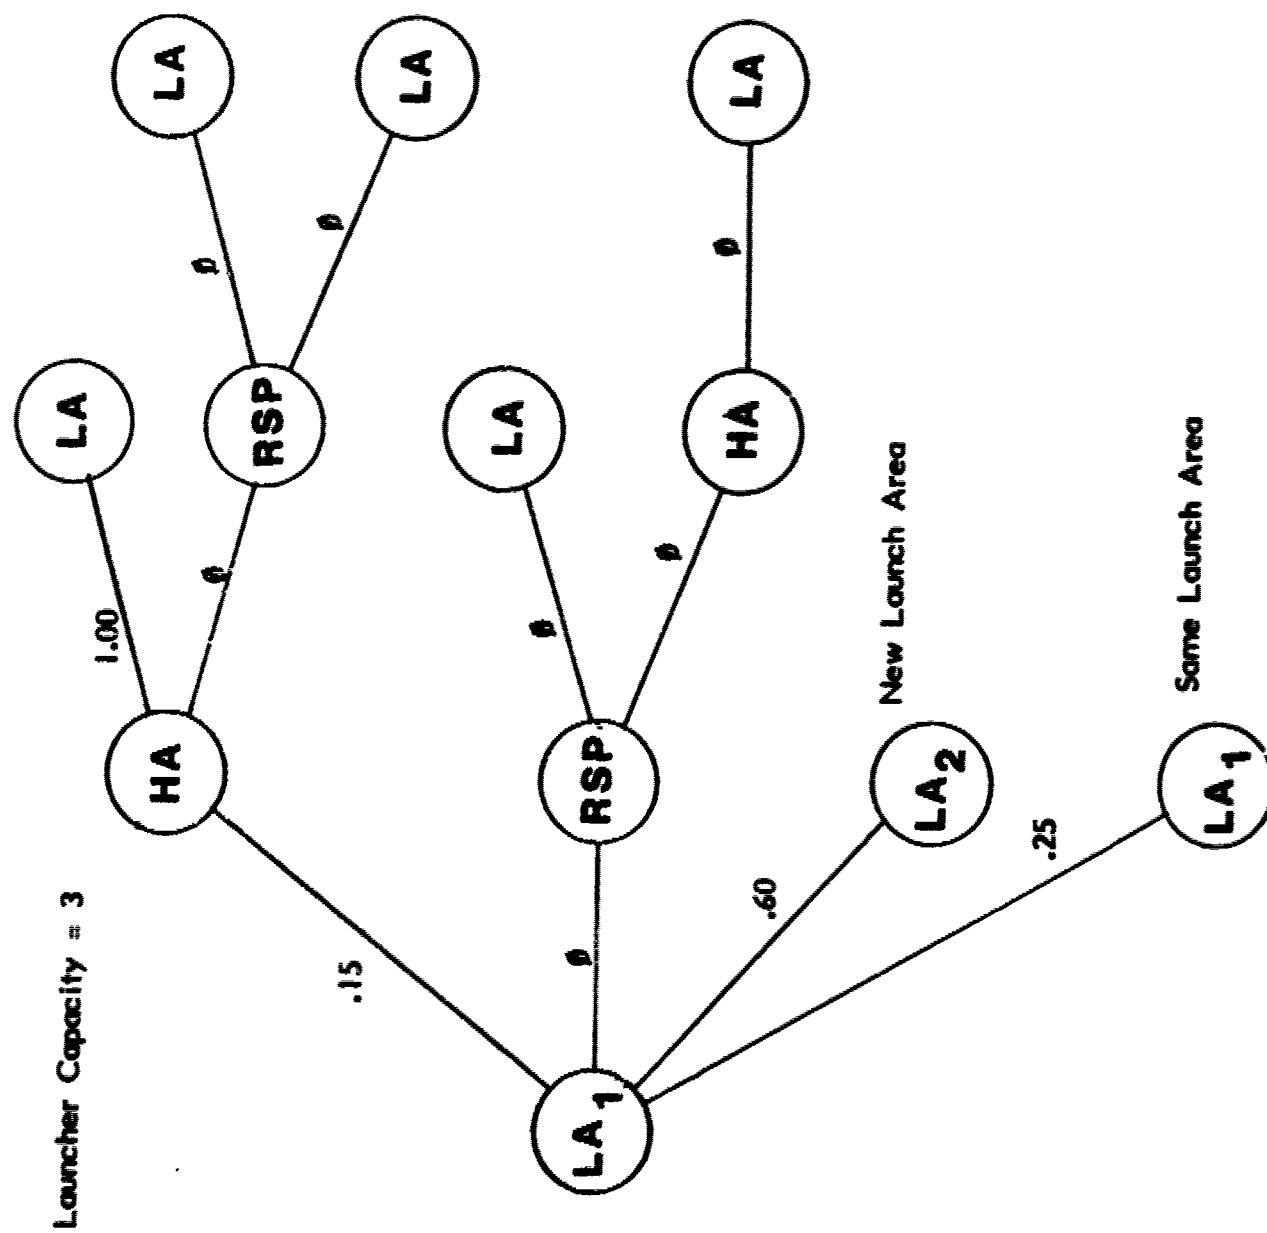 Launcher Capacity = 3
LA
1.00
HA
LA
Ø
Ø
RSP
Ø
.15
LA
LA
Ø
LA1
Ø
RSP
Ø
Ø
HA
LA
.60
New Launch Area
LA2
.25
Same Launch Area
LA1